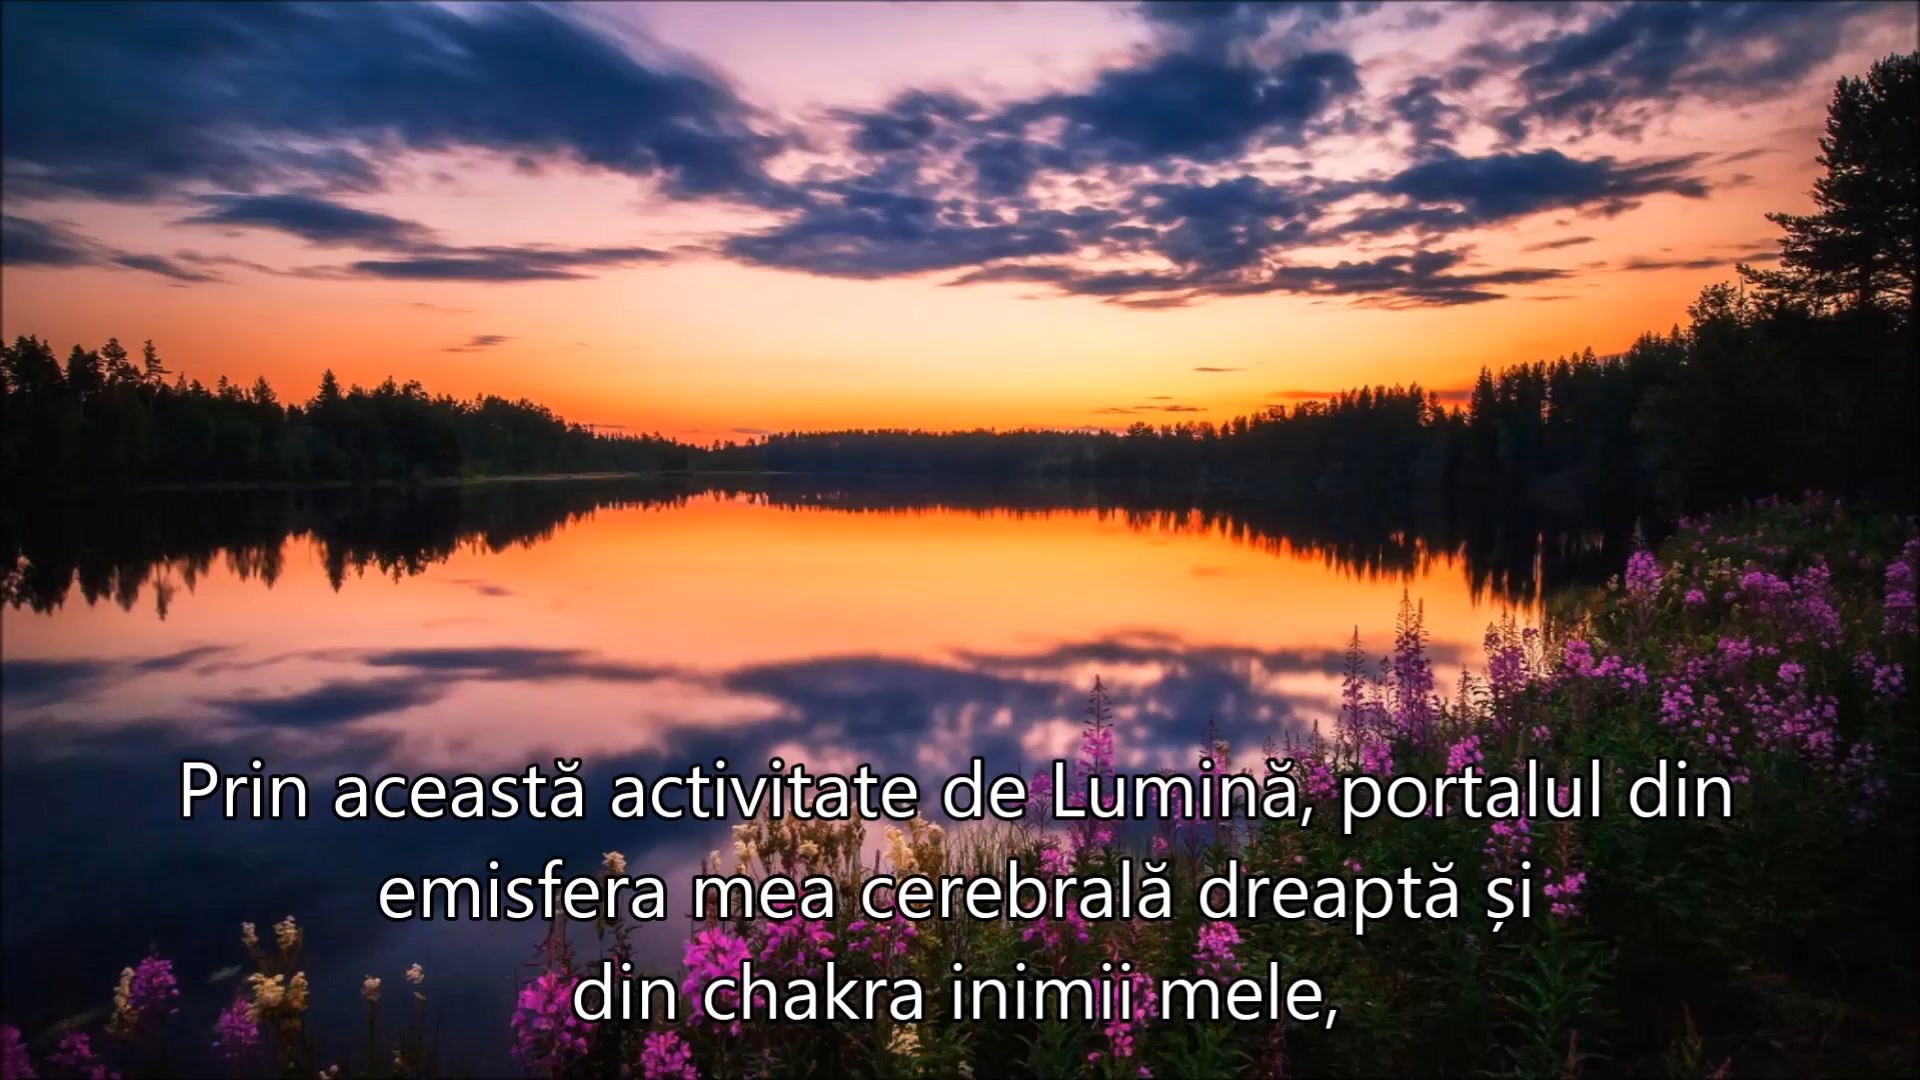 Prin această activitate de Lumină, portalul din
emisfera mea cerebrală dreaptă și
din chakra inimii mele,